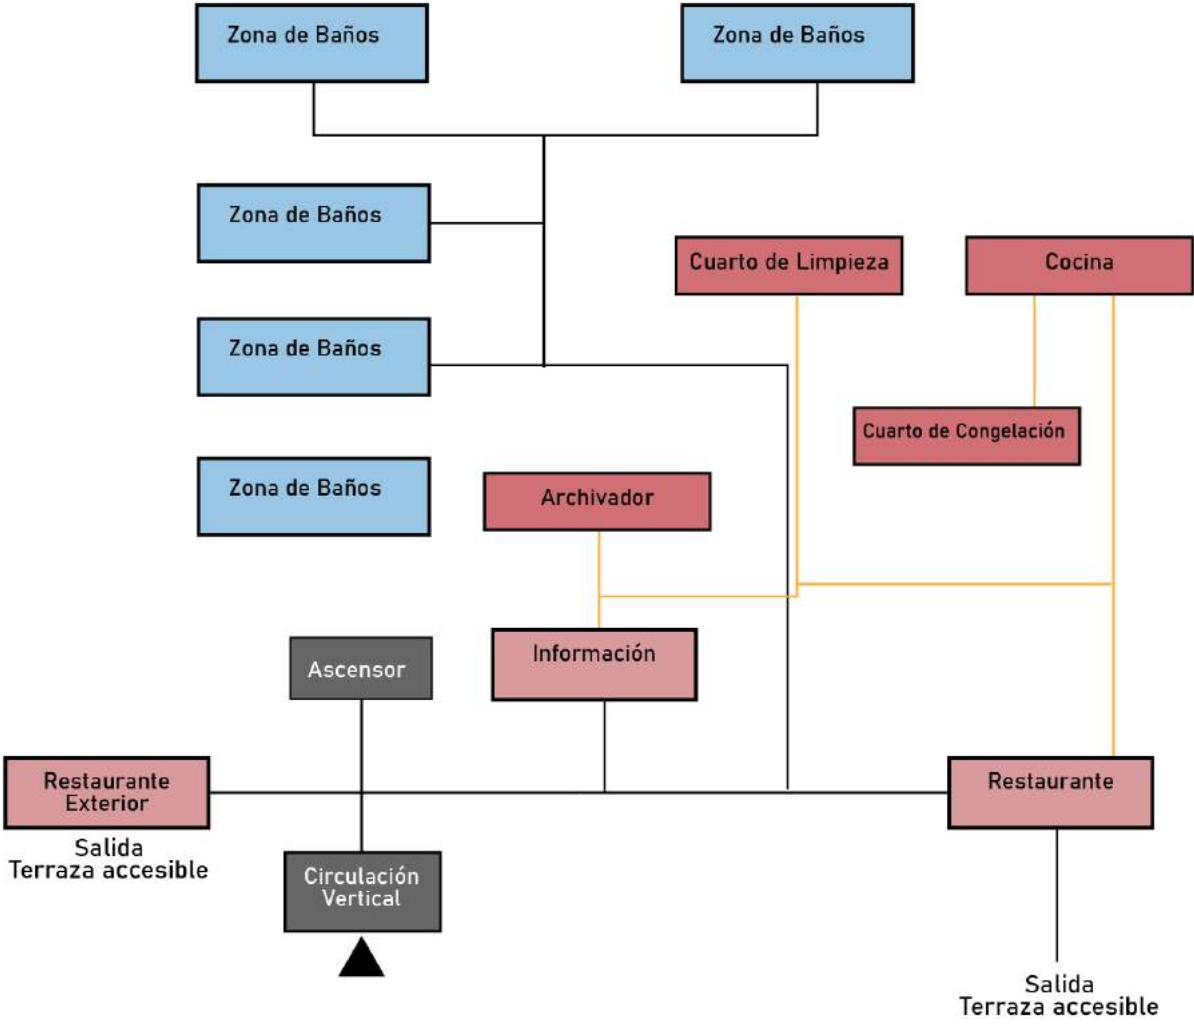 Zona de Baños
Zona de Baños
Zona de Baños
Cuarto de Limpieza
Cocina
Zona de Baños
Cuarto de Congelación
Zona de Baños
Archivador
Información
Ascensor
Restaurante
Exterior
Salida
Terraza accesible
Restaurante
Circulación
Vertical
Salida
Terraza accesible